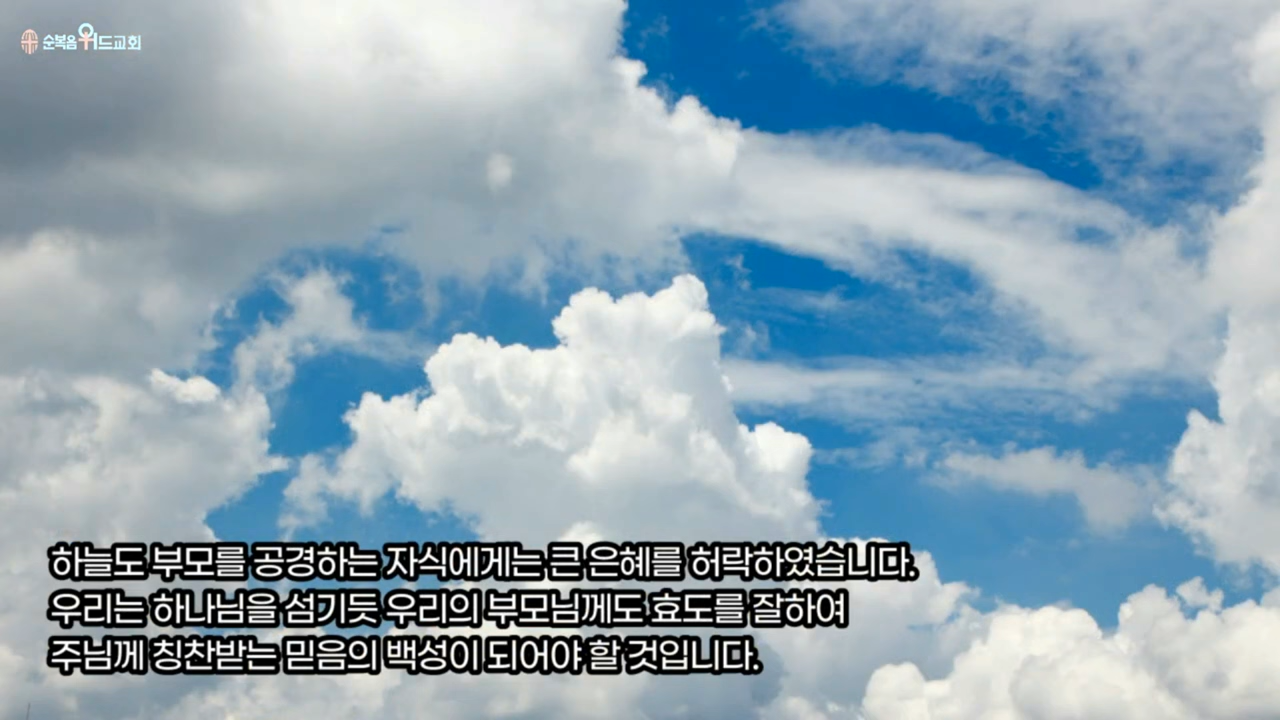 순복음워드교회
하늘도 부모를 공경하는 자식에게는 큰 은혜를 허락하였습니다.
우리는 하나님을 섬기듯 우리의 부모님께도 효도를 잘하여
주님께 칭찬받는 믿음의 백성이 되어야 할 것입니다.